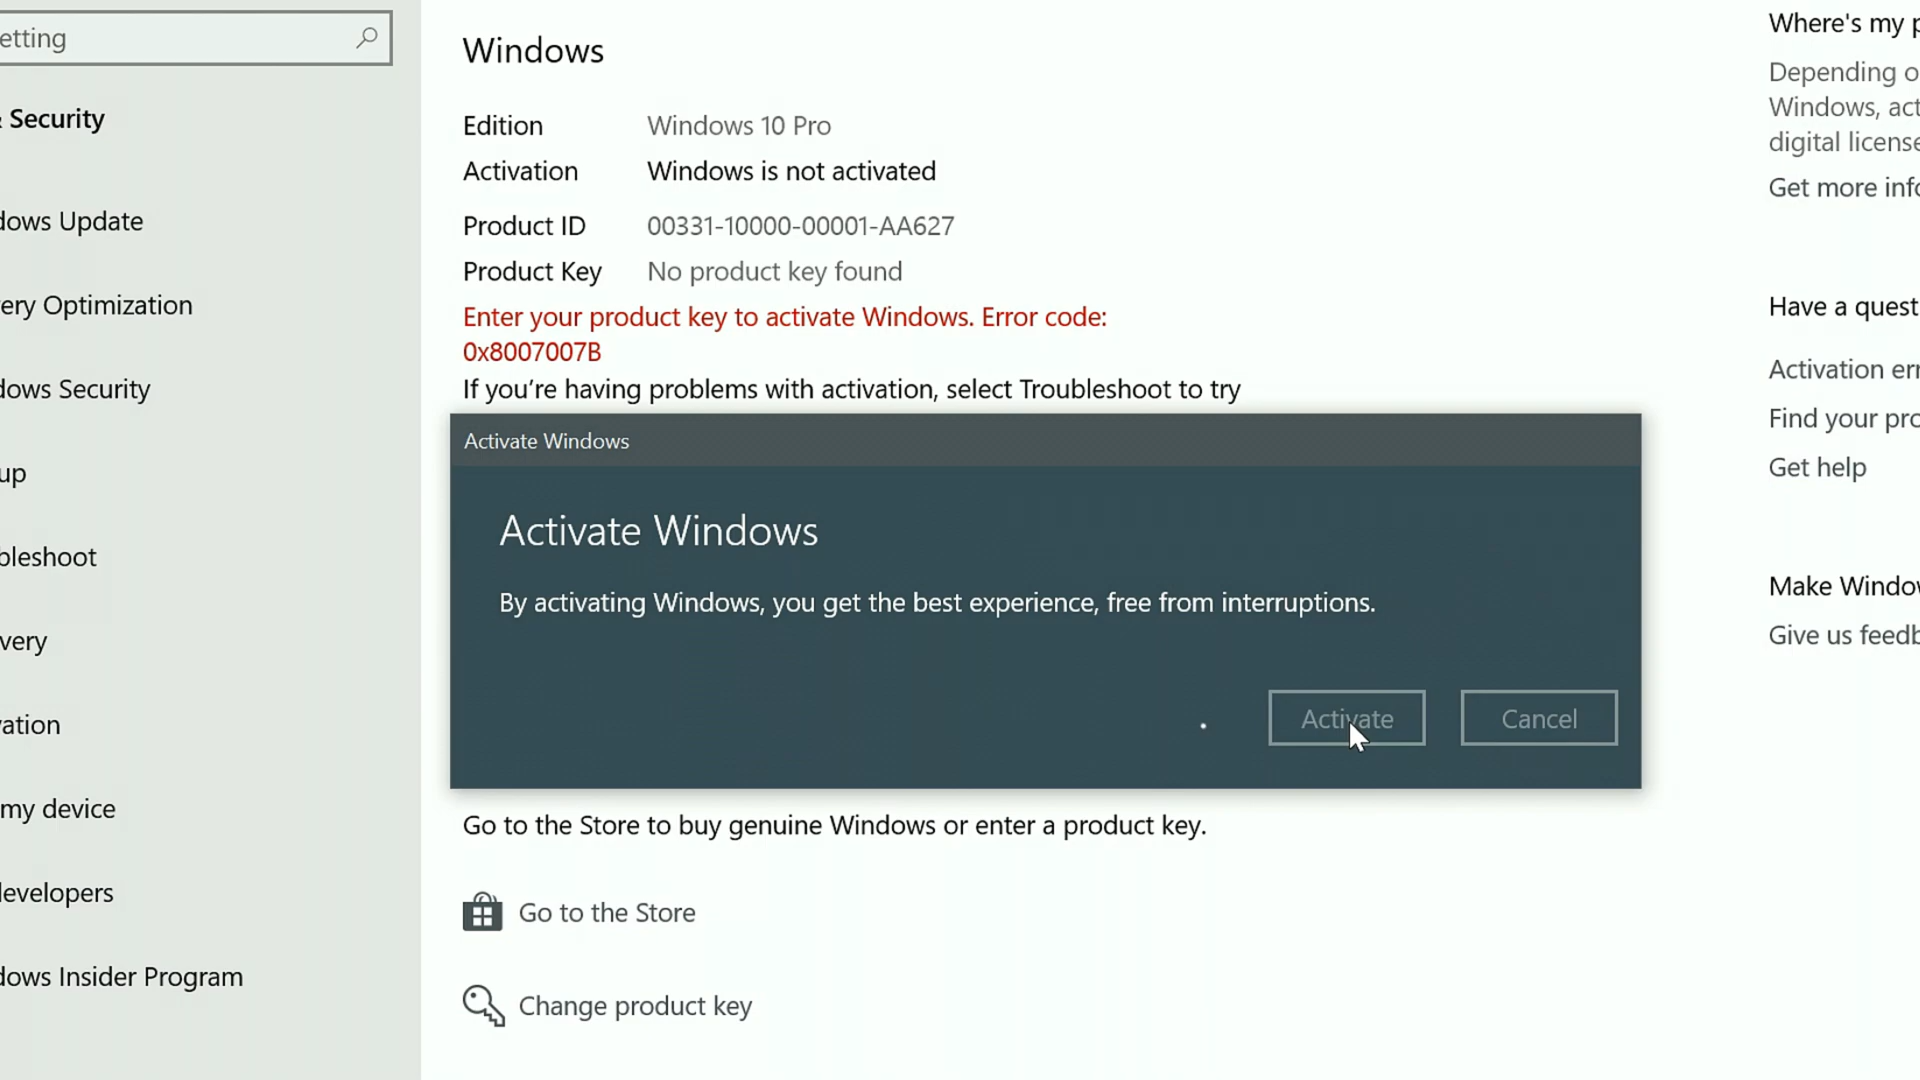 etting
Security
dows Update
ery Optimization
dows Security
up
bleshoot
very
vation
my device
developers
dows Insider Program
Windows
Edition Windows 10 Pro
Activation Windows is not activated
Product ID 00331-10000-00001-AA627
Product Key No product key found
Enter your product key to activate Windows. Error code:
0x8007007B
If you’re having problems with activation, select Troubleshoot to try
Activate Windows
Activate Windows
By activating Windows, you get the best experience, free from interruptions.
Activate Cancel
Go to the Store to buy genuine Windows or enter a product key.
Go to the Store
Change product key
Where's my p
Depending o
Windows, act
digital license
Get more info
Have a quest
Activation err
Find your pro
Get help
Make Window
Give us feedb